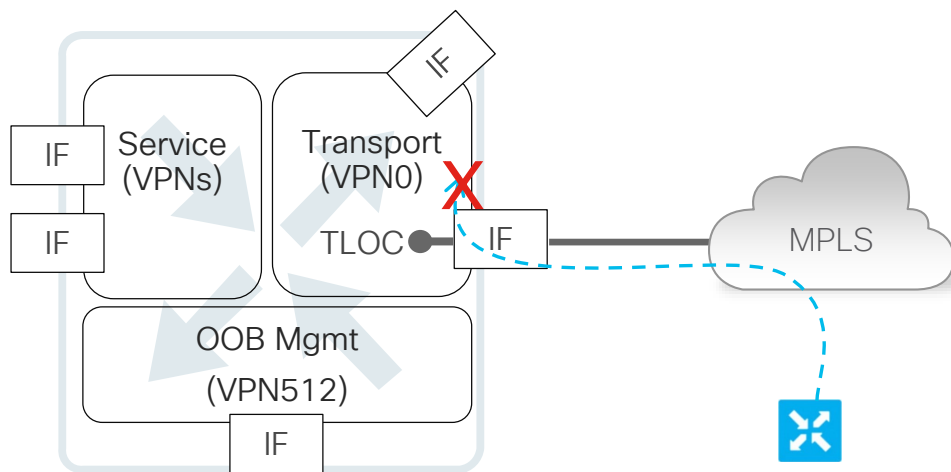 IF
Service
(VPNs)
Transport
(VPN0)
IF
IF
TLOC
IF
MPLS
OOB Mgmt
(VPN512)
IF